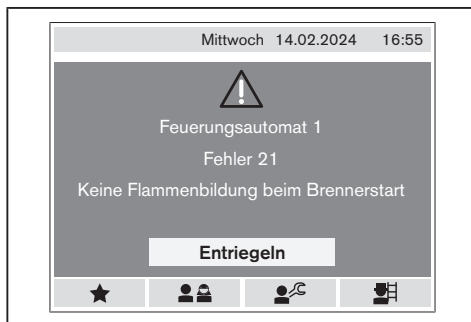 Mittwoch 14.02.2024 16:55
Feuerungsautomat 1
Fehler 21
Keine Flammenbildung beim Brennerstart
Entriegeln